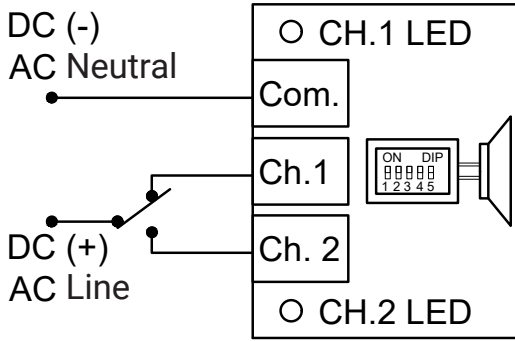 DC (-)
AC Neutral
CH.1 LED
Com.
Ch.1
ON DIP
1 2 3 4 5
Ch. 2
DC (+)
AC Line
CH.2 LED